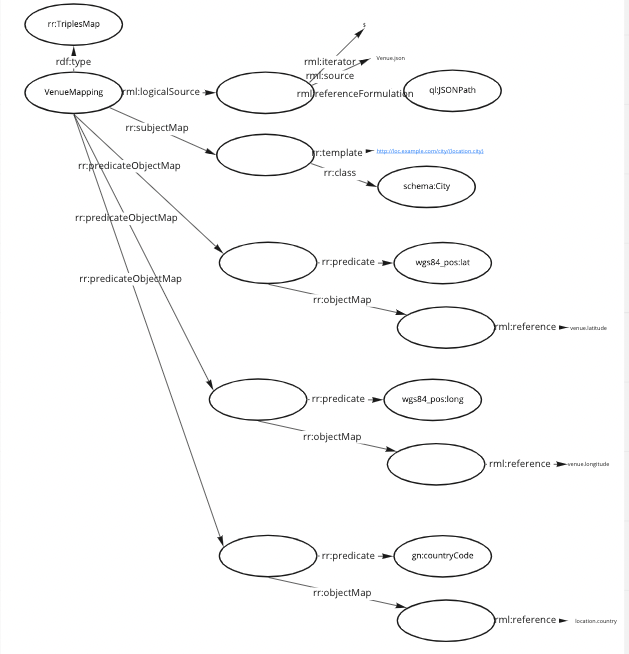 rr:TriplesMap
$
rdf:type
rml:iterator
Venue.json
rml:source
VenueMapping
rml:logicalSource
rml:referenceFormulation
ql:JSONPath
rr:subjectMap
rr:template
http://loc.example.com/city/{location.city}
rr:predicateObjectMap
rr:class
schema:City
rr:predicateObjectMap
rr:predicate
wgs84_pos:lat
rr:predicateObjectMap
rr:objectMap
rml:reference
venue.latitude
rr:predicate
wgs84_pos:long
rr:objectMap
rml:reference
venue.longitude
rr:predicate
gn:countryCode
rr:objectMap
rml:reference
location.country